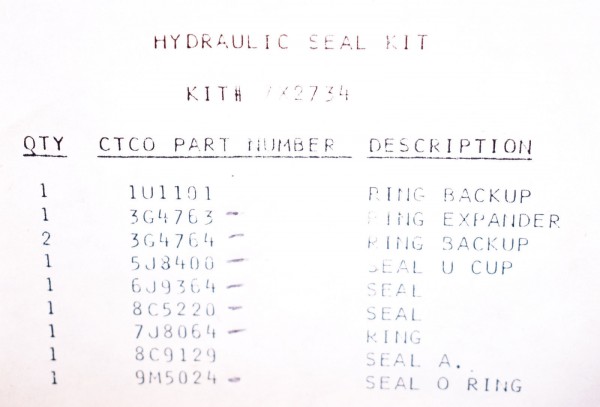 HYDRAULIC SEAL KIT
KIT# 7X2734
QTY CTCO PART NUMBER DESCRIPTION
1 1U1101 RING BACKUP
1 3G4763 - RING EXPANDER
2 3G4764 - RING BACKUP
1 5J8400 - SEAL U CUP
1 6J9364 - SEAL
1 8C5220 - SEAL
1 7J8064 - RING
1 8C9129 SEAL A.
1 9M5024 - SEAL O RING